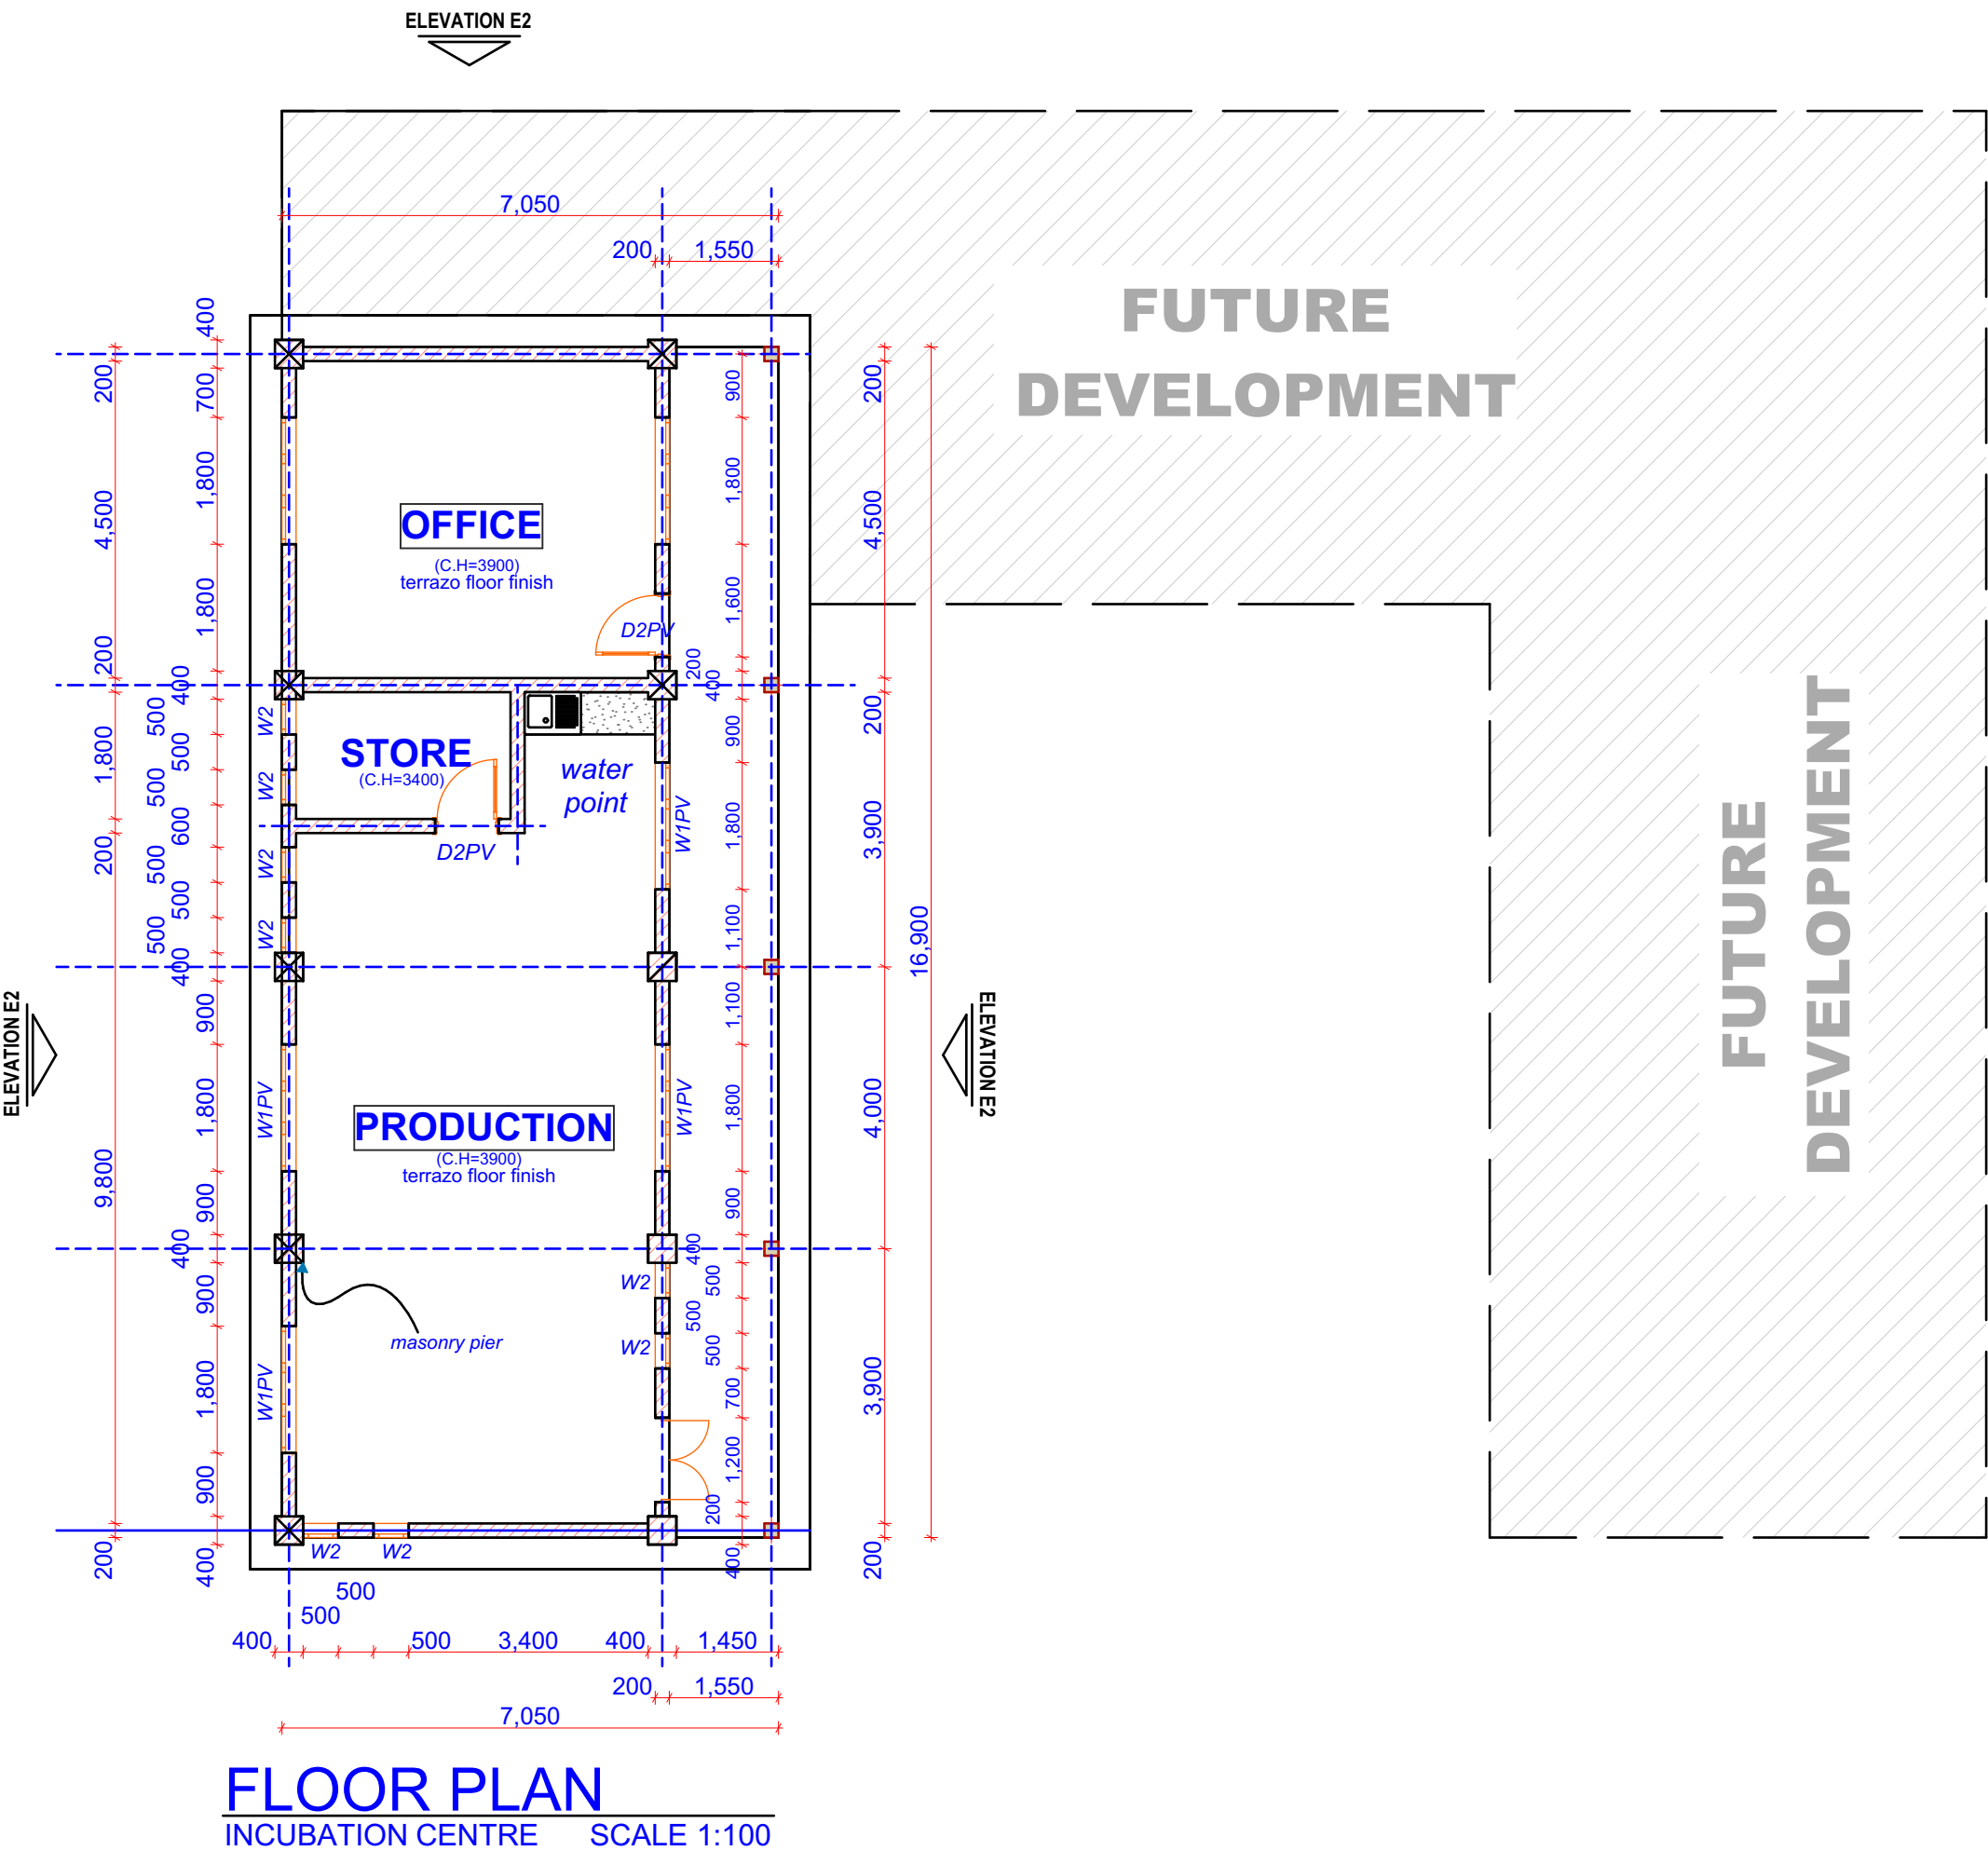 ELEVATION E2
7,050
200
1,550
FUTURE
DEVELOPMENT
400
200
700
900
200
1,800
4,500
1,800
4,500
OFFICE
(C.H=3900)
terrazo floor finish
1,800
1,600
D2PV
200
200
400
400
500
W2
900
200
STORE
(C.H=3400)
water
point
1,800
500
500
W2
600
1,800
W1PV
3,900
D2PV
200
500
W2
500
500
W2
1,100
16,900
400
900
1,100
ELEVATION E2
ELEVATION E2
FUTURE
DEVELOPMENT
1,800
W1PV
1,800
W1PV
4,000
PRODUCTION
(C.H=3900)
terrazo floor finish
9,800
900
900
400
400
900
W2
500
500
W2
500
masonry pier
1,800
W1PV
700
3,900
900
1,200
200
200
400
W2
W2
400
200
500
500
400
500
3,400
400
1,450
200
1,550
7,050
FLOOR PLAN
INCUBATION CENTRE SCALE 1:100